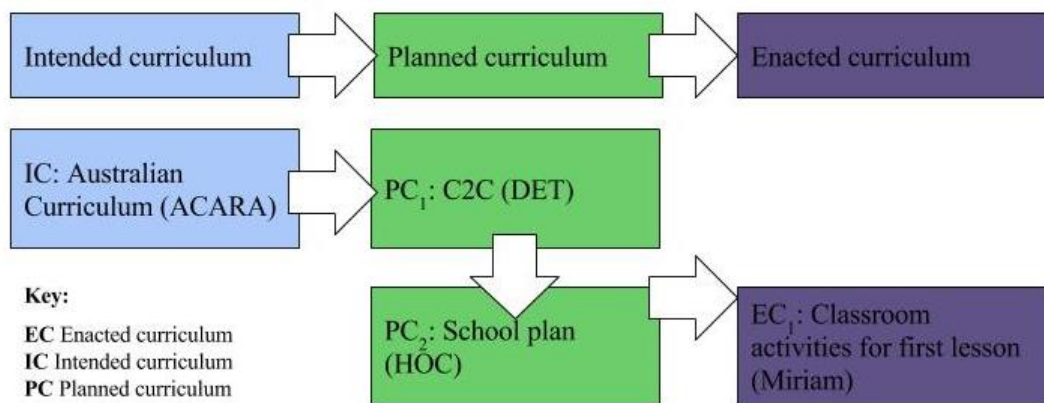 Intended curriculum
Planned curriculum
Enacted curriculum
IC: Australian
Curriculum (ACARA)
PC₁: C2C (DET)
PC₂: School plan
(HOC)
EC₁: Classroom
activities for first lesson
(Miriam)
Key:
EC Enacted curriculum
IC Intended curriculum
PC Planned curriculum